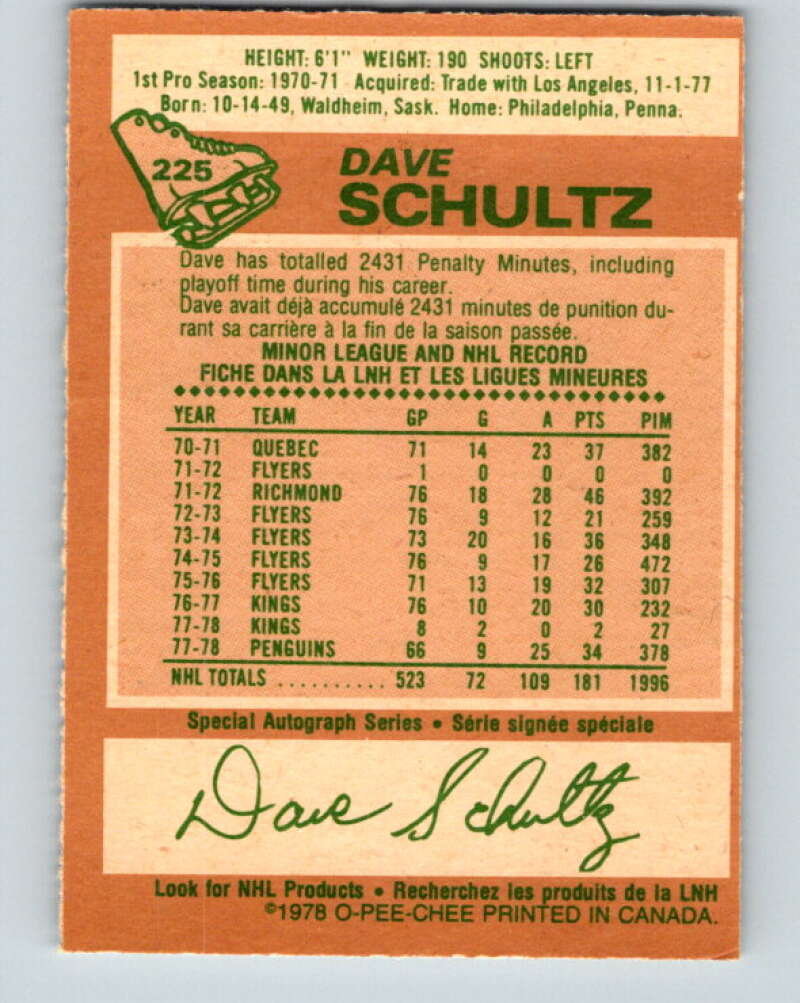 HEIGHT: 6'1" WEIGHT: 190 SHOOTS: LEFT
1st Pro Season: 1970-71 Acquired: Trade with Los Angeles, 11-1-77
Born: 10-14-49, Waldheim, Sask. Home: Philadelphia, Penna.
225
DAVE
SCHULTZ
Dave has totalled 2431 Penalty Minutes, including
playoff time during his career.
Dave avait déjà accumulé 2431 minutes de punition du-
rant sa carrière à la fin de la saison passée.
MINOR LEAGUE AND NHL RECORD
FICHE DANS LA LNH ET LES LIGUES MINEURES
YEAR TEAM GP G A PTS PIM
70-71 QUEBEC 71 14 23 37 382
71-72 FLYERS 1 0 0 0 0
71-72 RICHMOND 76 18 28 46 392
72-73 FLYERS 76 9 12 21 259
73-74 FLYERS 73 20 16 36 348
74-75 FLYERS 76 9 17 26 472
75-76 FLYERS 71 13 19 32 307
76-77 KINGS 76 10 20 30 232
77-78 KINGS 8 2 0 2 27
77-78 PENGUINS 66 9 25 34 378
NHL TOTALS .......... 523 72 109 181 1996
Special Autograph Series • Série signée spéciale
Dave Schultz
Look for NHL Products • Recherchez les produits de la LNH
©1978 O-PEE-CHEE PRINTED IN CANADA.